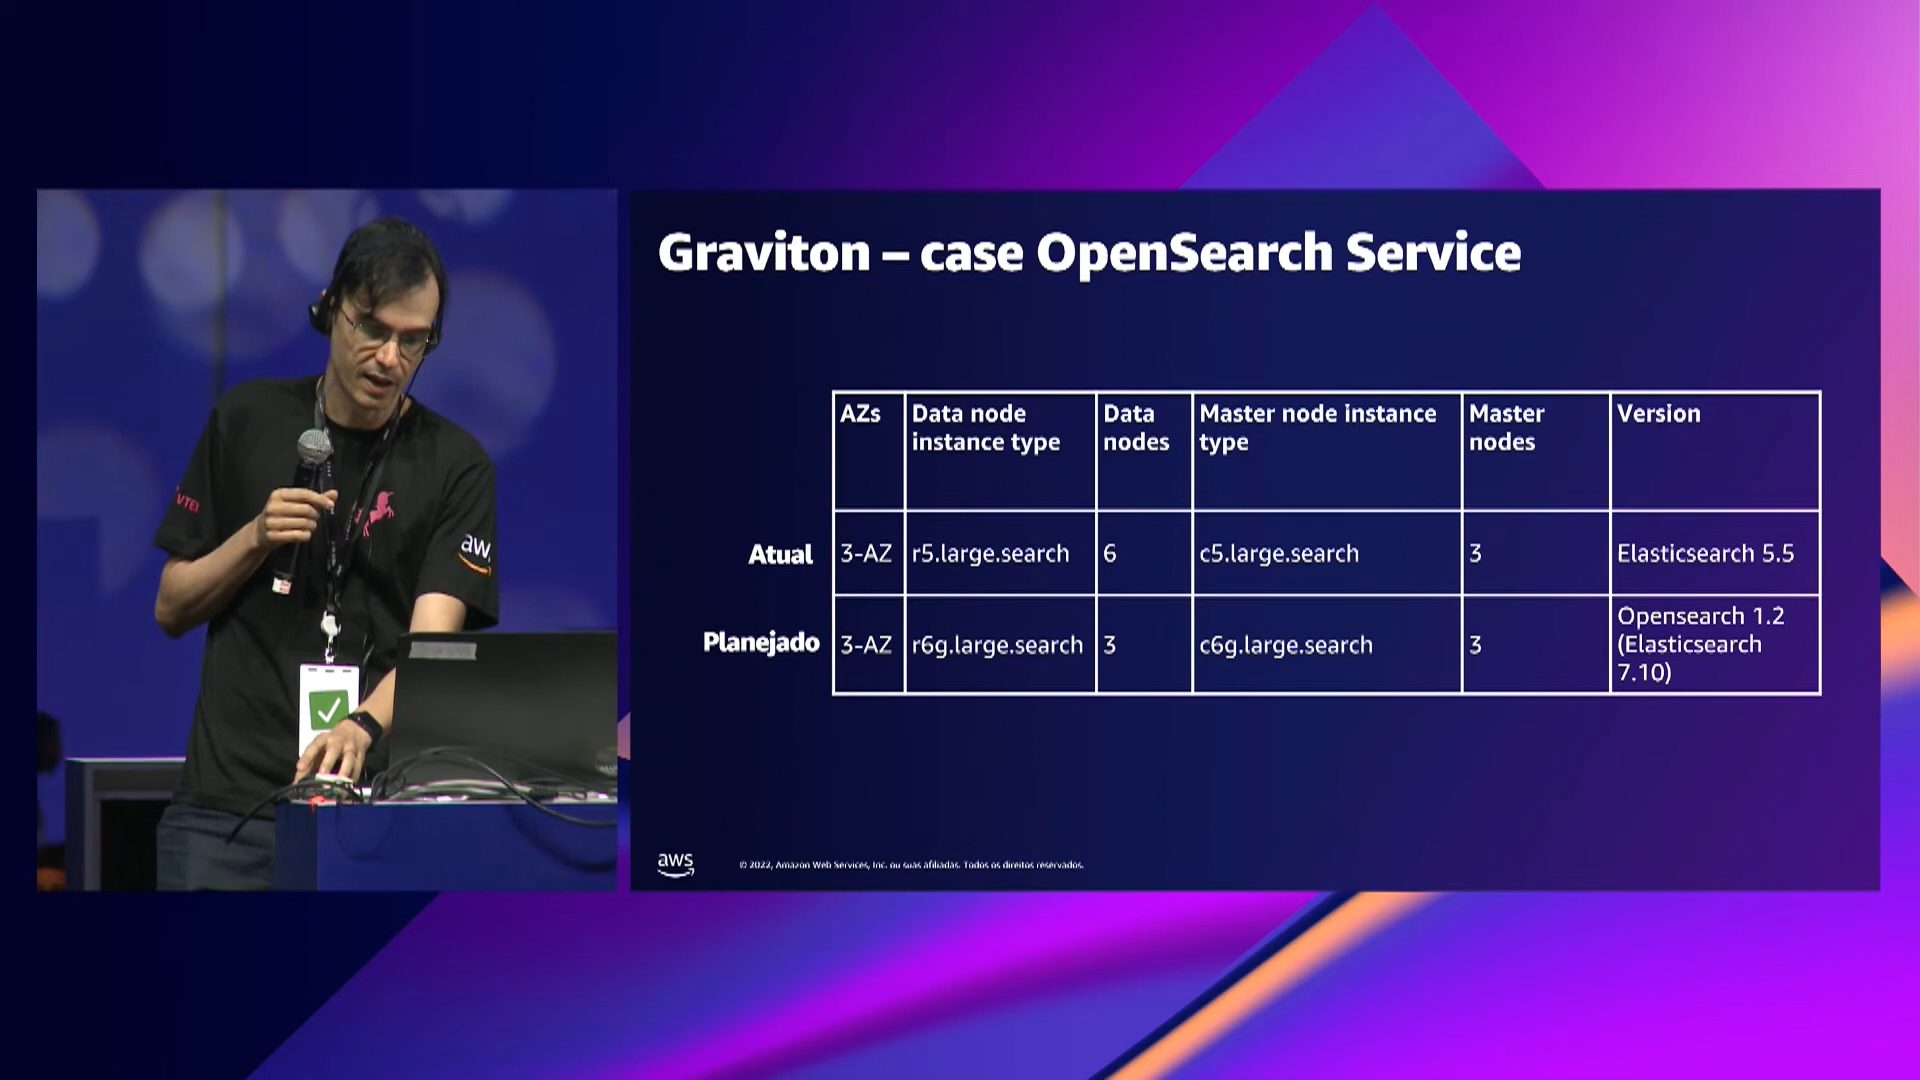 Graviton – case OpenSearch Service
AZs
Data node
instance type
Data
nodes
Master node instance
type
Master
nodes
Version
Atual
3-AZ
r5.large.search
6
c5.large.search
3
Elasticsearch 5.5
Planejado
3-AZ
r6g.large.search
3
c6g.large.search
3
Opensearch 1.2
(Elasticsearch
7.10)
aws
© 2022, Amazon Web Services, Inc. ou suas afiliadas. Todos os direitos reservados.
VTEX
aws